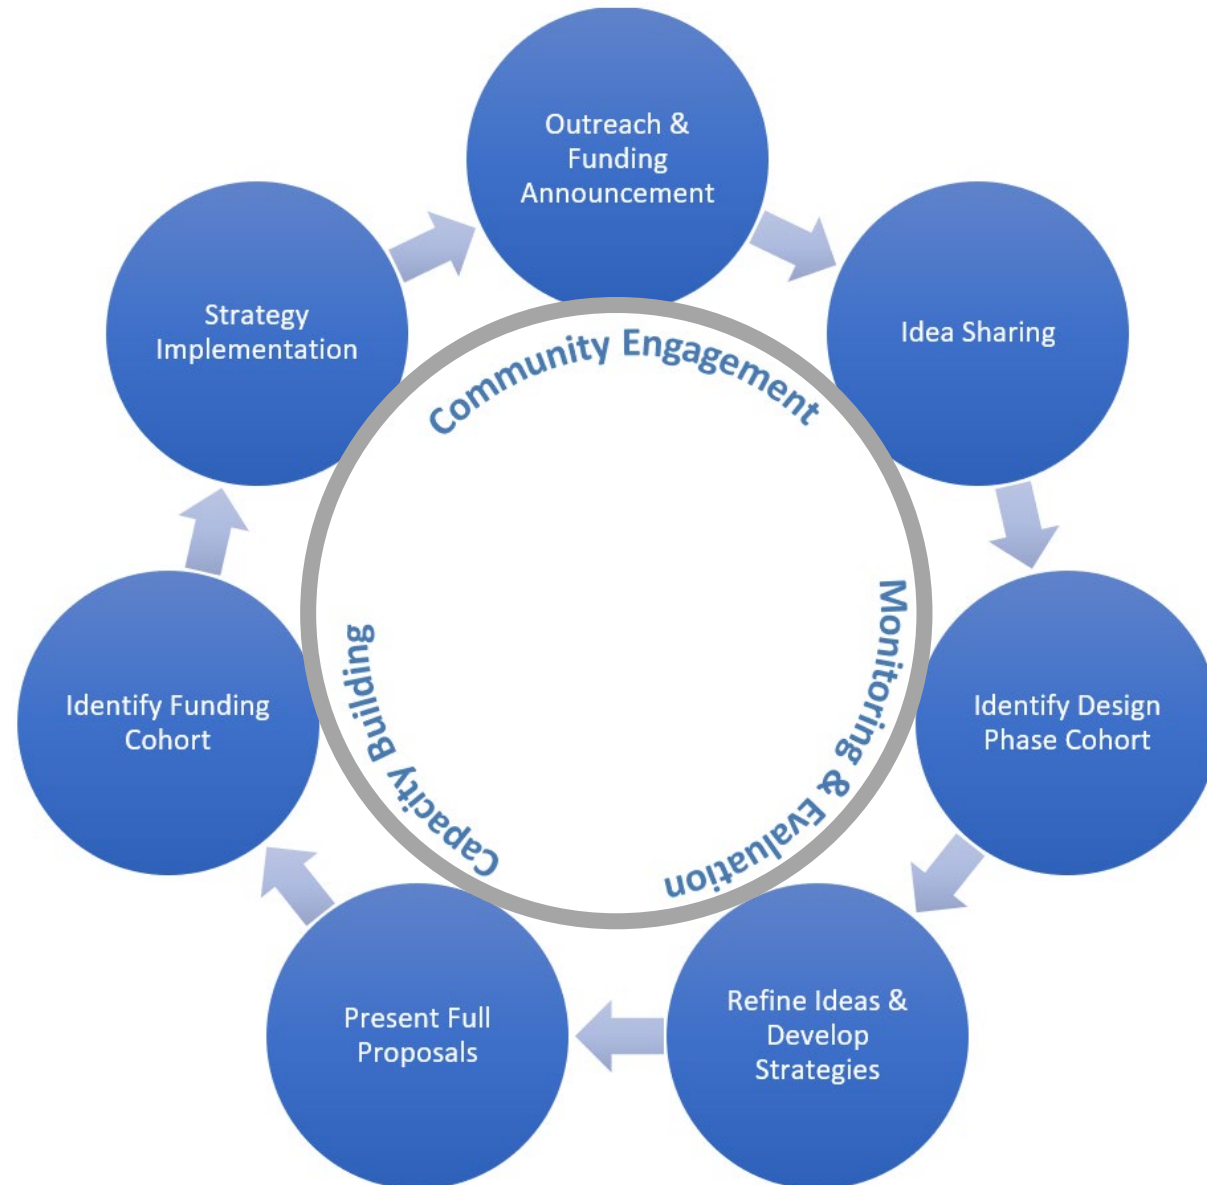 Outreach &
Funding
Announcement
Idea Sharing
Identify Design
Phase Cohort
Refine Ideas &
Develop
Strategies
Present Full
Proposals
Identify Funding
Cohort
Strategy
Implementation
Community Engagement
Monitoring & Evaluation
Capacity Building